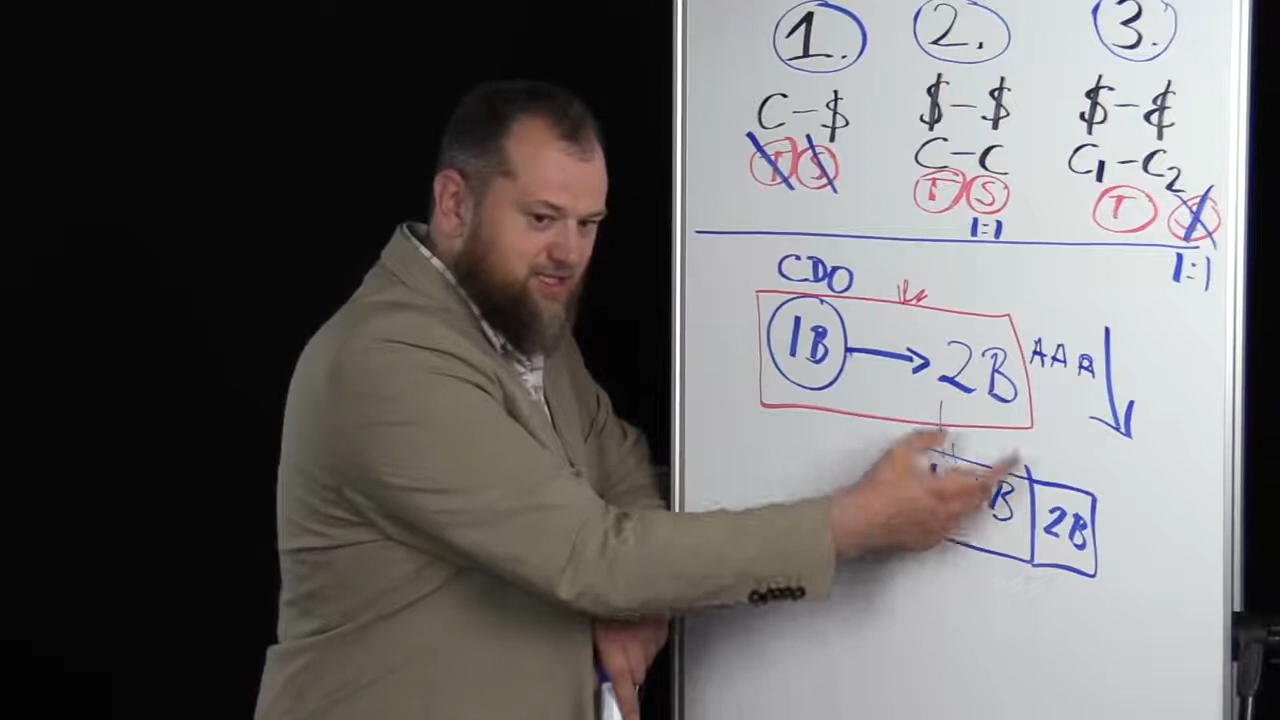 1. 2. 3.
C-$ $-$ $-¢
C-C C₁-C₂
T S T S T
1:1
1:1
CDO
1B → 2B AAA
B 2B